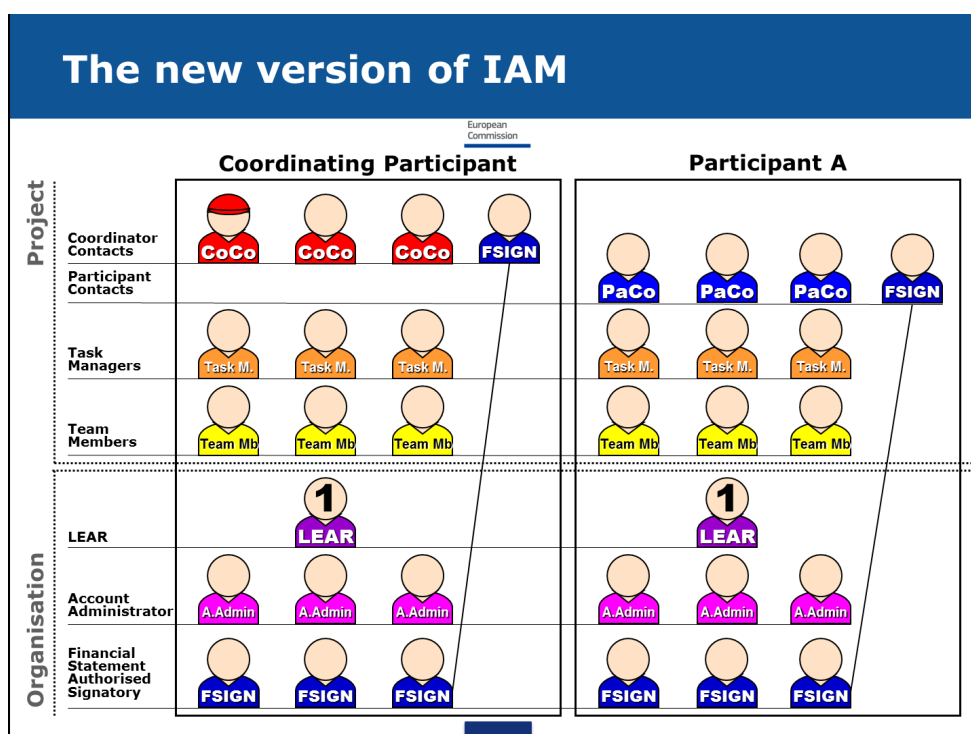 The new version of IAM
European
Commission
Coordinating Participant
Participant A
Project
Coordinator
Contacts
CoCo CoCo CoCo FSIGN
Participant
Contacts
PaCo PaCo PaCo FSIGN
Task
Managers
Task M. Task M. Task M. Task M. Task M. Task M.
Team
Members
Team Mb Team Mb Team Mb Team Mb Team Mb Team Mb
Organisation
1 1
LEAR
LEAR LEAR
Account
Administrator
A.Admin A.Admin A.Admin A.Admin A.Admin A.Admin
Financial
Statement
Authorised
Signatory
FSIGN FSIGN FSIGN FSIGN FSIGN FSIGN